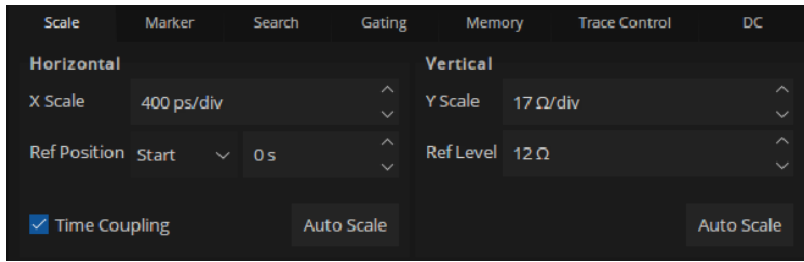 Scale Marker Search Gating Memory Trace Control DC
Horizontal Vertical
X Scale 400 ps/div Y Scale 17 Ω/div
Ref Position Start 0 s Ref Level 12 Ω
Time Coupling Auto Scale Auto Scale